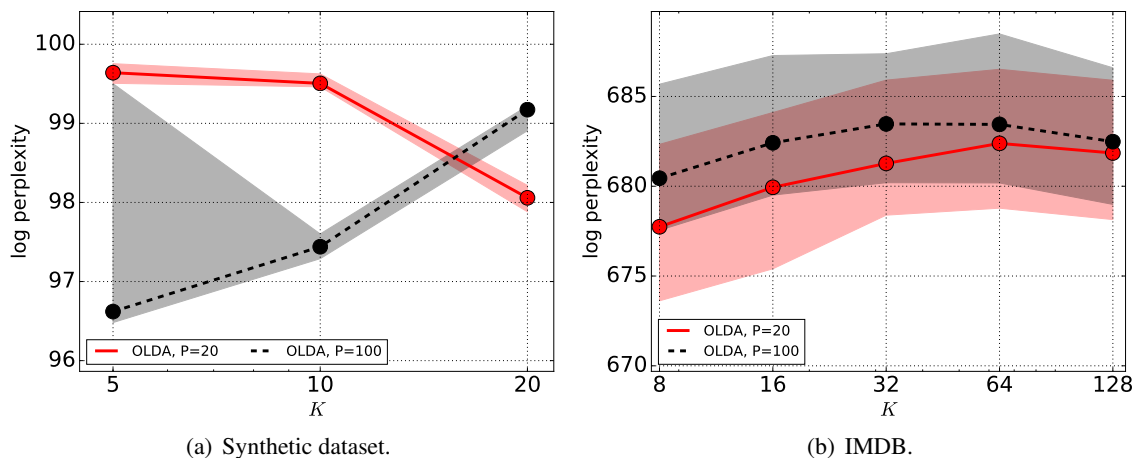 100
99
98
97
96
log perplexity
OLDA, P=20
OLDA, P=100
5
10
20
K
(a) Synthetic dataset.
685
680
675
670
log perplexity
OLDA, P=20
OLDA, P=100
8
16
32
64
128
K
(b) IMDB.